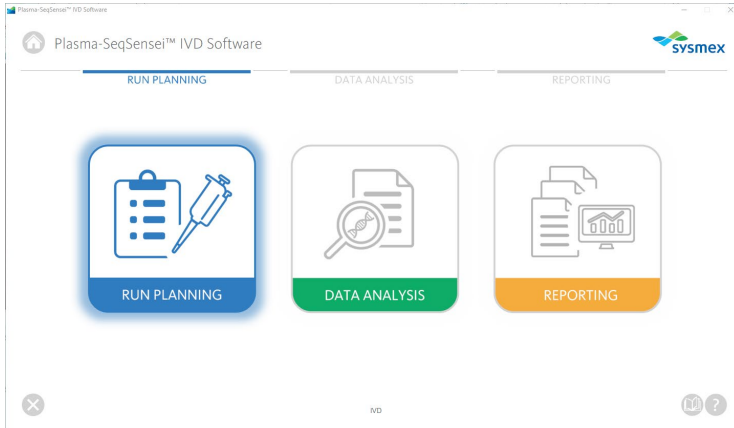 Plasma-SeqSensei™ IVD Software
Plasma-SeqSensei™ IVD Software
sysmex
RUN PLANNING
DATA ANALYSIS
REPORTING
RUN PLANNING
DATA ANALYSIS
REPORTING
IVD
?